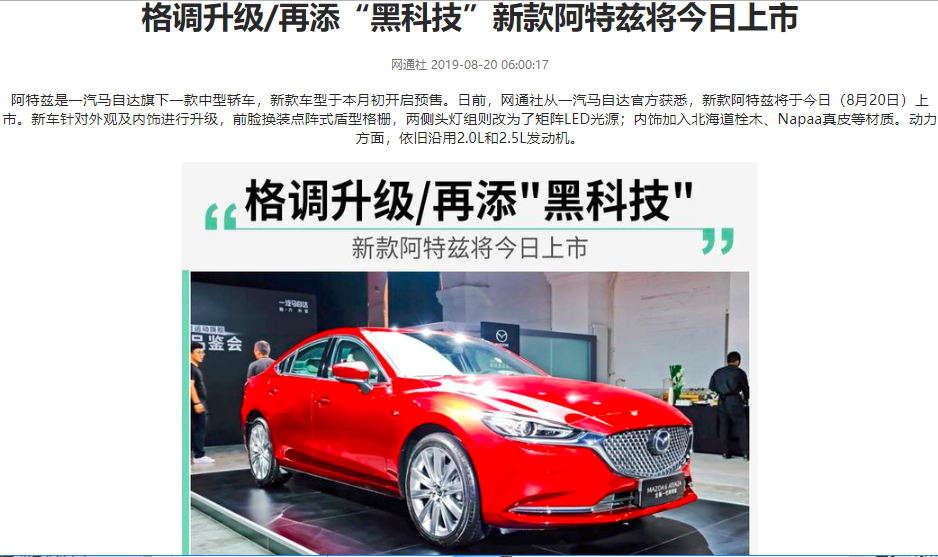 格调升级/再添“黑科技”新款阿特兹将今日上市
网通社 2019-08-20 06:00:17
阿特兹是一汽马自达旗下一款中型轿车，新款车型于本月初开启预售。日前，网通社从一汽马自达官方获悉，新款阿特兹将于今日（8月20日）上
市。新车针对外观及内饰进行升级，前脸换装点阵式盾型格栅，两侧头灯组则改为了矩阵LED光源；内饰加入北海道栓木、Napaa真皮等材质。动力
方面，依旧沿用2.0L和2.5L发动机。
格调升级/再添"黑科技"
新款阿特兹将今日上市
一汽马自达
运动旗舰
品鉴会
MAZDA6 ATENZA